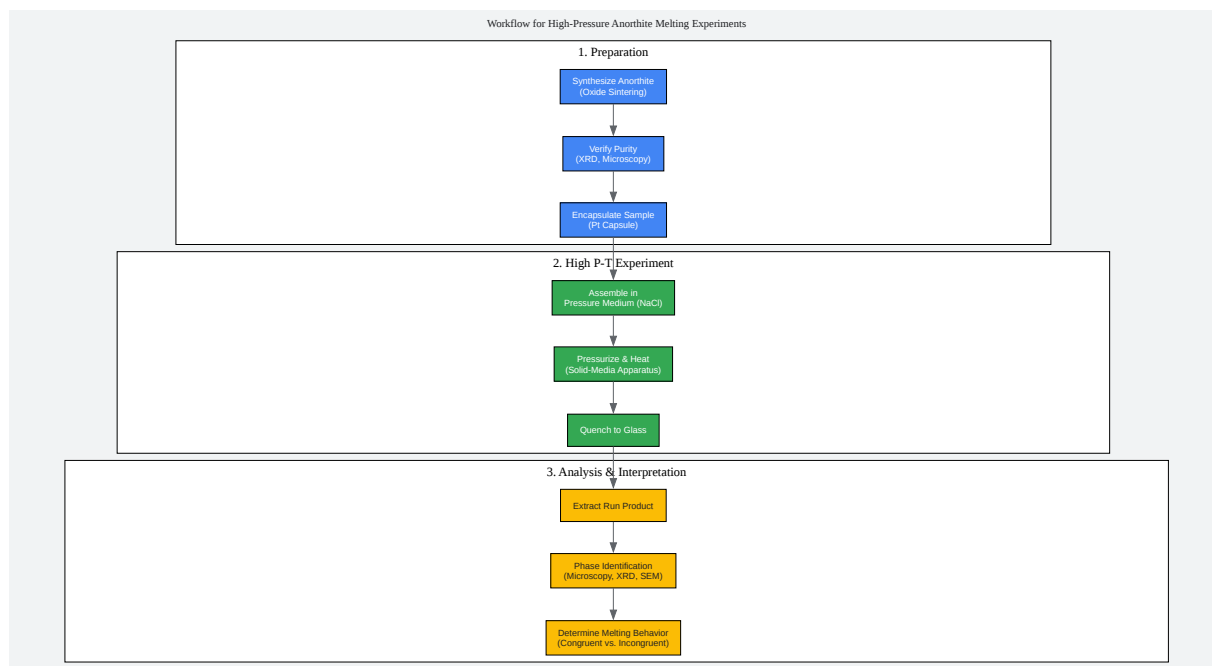 Workflow for High-Pressure Anorthite Melting Experiments
1. Preparation
Synthesize Anorthite
(Oxide Sintering)
Verify Purity
(XRD, Microscopy)
Encapsulate Sample
(Pt Capsule)
2. High P-T Experiment
Assemble in
Pressure Medium (NaCl)
Pressurize & Heat
(Solid-Media Apparatus)
Quench to Glass
3. Analysis & Interpretation
Extract Run Product
Phase Identification
(Microscopy, XRD, SEM)
Determine Melting Behavior
(Congruent vs. Incongruent)